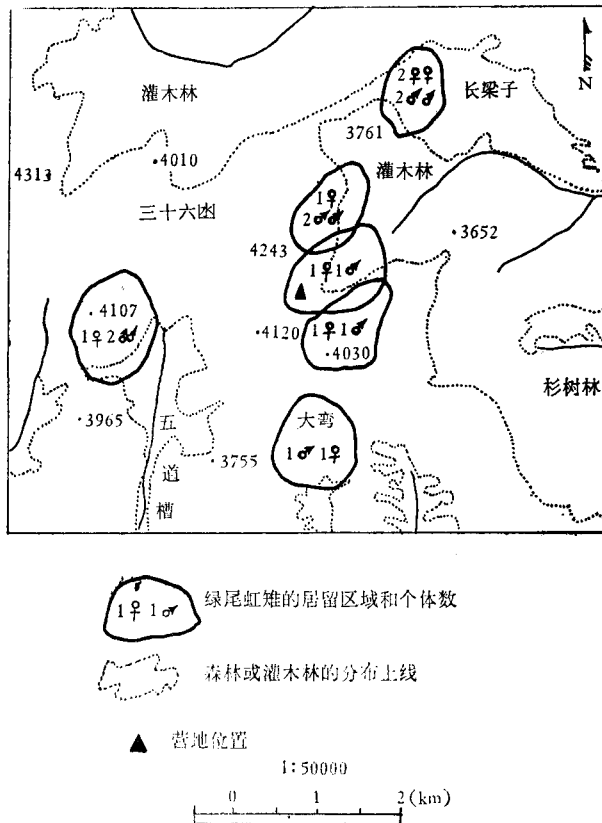 2♀♀
2♂♂
长梁子
灌木林
3761
N
·4010
4313
灌木林
三十六凼
1♀
2♂♂
·3652
4243
1♀1♂
·4107
1♀2♂♂
·4120
1♀1♂
·4030
杉树林
·3965
五道槽
·3755
大弯
1♂1♀
1♀1♂
绿尾虹雉的居留区域和个体数
森林或灌木林的分布上线
▲ 营地位置
1:50000
0 1 2(km)